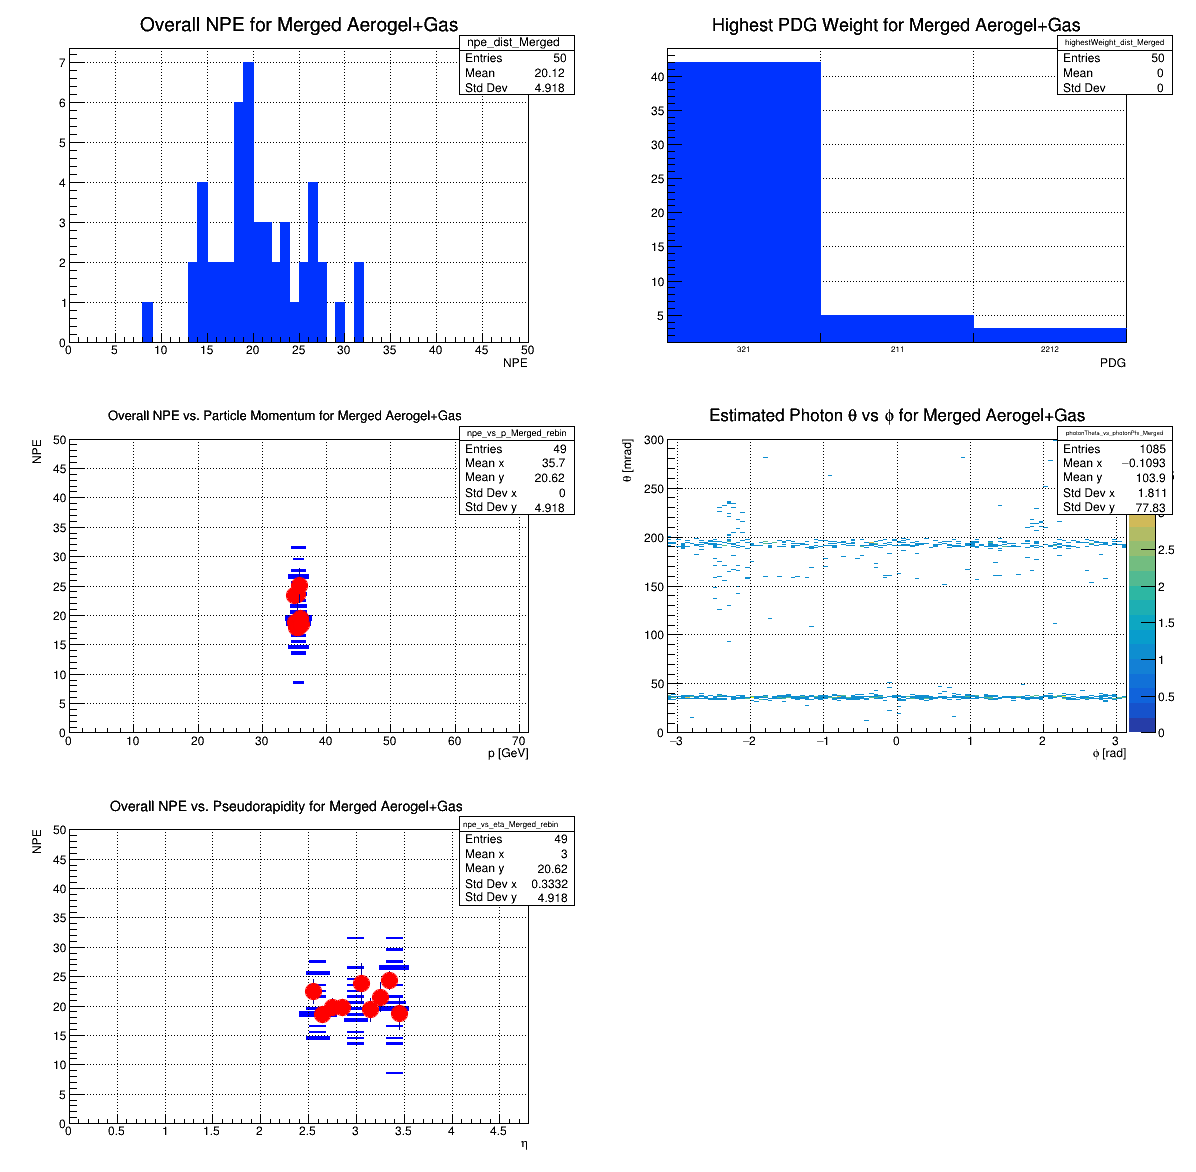 Overall NPE for Merged Aerogel+Gas
npe_dist_Merged
Entries 50
Mean 20.12
Std Dev 4.918
7
6
5
4
3
2
1
0
0 5 10 15 20 25 30 35 40 45 50
NPE
Highest PDG Weight for Merged Aerogel+Gas
highestWeight_dist_Merged
Entries 50
Mean 0
Std Dev 0
40
35
30
25
20
15
10
5
321 211 2212
PDG
Overall NPE vs. Particle Momentum for Merged Aerogel+Gas
NPE
npe_vs_p_Merged_rebin
Entries 49
Mean x 35.7
Mean y 20.62
Std Dev x 0
Std Dev y 4.918
50
45
40
35
30
25
20
15
10
5
0
0 10 20 30 40 50 60 70
p [GeV]
Estimated Photon θ vs ϕ for Merged Aerogel+Gas
θ [mrad]
photonTheta_vs_photonPhi_Merged
Entries 1085
Mean x −0.1093
Mean y 103.9
Std Dev x 1.811
Std Dev y 77.83
300
250
200
150
100
50
0
−3 −2 −1 0 1 2 3
ϕ [rad]
2.5
2
1.5
1
0.5
0
Overall NPE vs. Pseudorapidity for Merged Aerogel+Gas
NPE
npe_vs_eta_Merged_rebin
Entries 49
Mean x 3
Mean y 20.62
Std Dev x 0.3332
Std Dev y 4.918
50
45
40
35
30
25
20
15
10
5
0
0 0.5 1 1.5 2 2.5 3 3.5 4 4.5
η